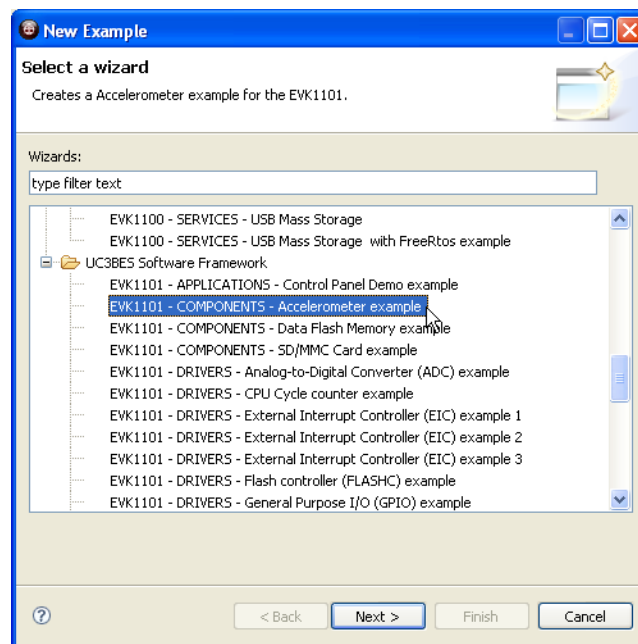 New Example
Select a wizard
Creates a Accelerometer example for the EVK1101.
Wizards:
type filter text
EVK1100 - SERVICES - USB Mass Storage
EVK1100 - SERVICES - USB Mass Storage with FreeRtos example
UC3BES Software Framework
EVK1101 - APPLICATIONS - Control Panel Demo example
EVK1101 - COMPONENTS - Accelerometer example
EVK1101 - COMPONENTS - Data Flash Memory example
EVK1101 - COMPONENTS - SD/MMC Card example
EVK1101 - DRIVERS - Analog-to-Digital Converter (ADC) example
EVK1101 - DRIVERS - CPU Cycle counter example
EVK1101 - DRIVERS - External Interrupt Controller (EIC) example 1
EVK1101 - DRIVERS - External Interrupt Controller (EIC) example 2
EVK1101 - DRIVERS - External Interrupt Controller (EIC) example 3
EVK1101 - DRIVERS - Flash controller (FLASHC) example
EVK1101 - DRIVERS - General Purpose I/O (GPIO) example
? < Back Next > Finish Cancel